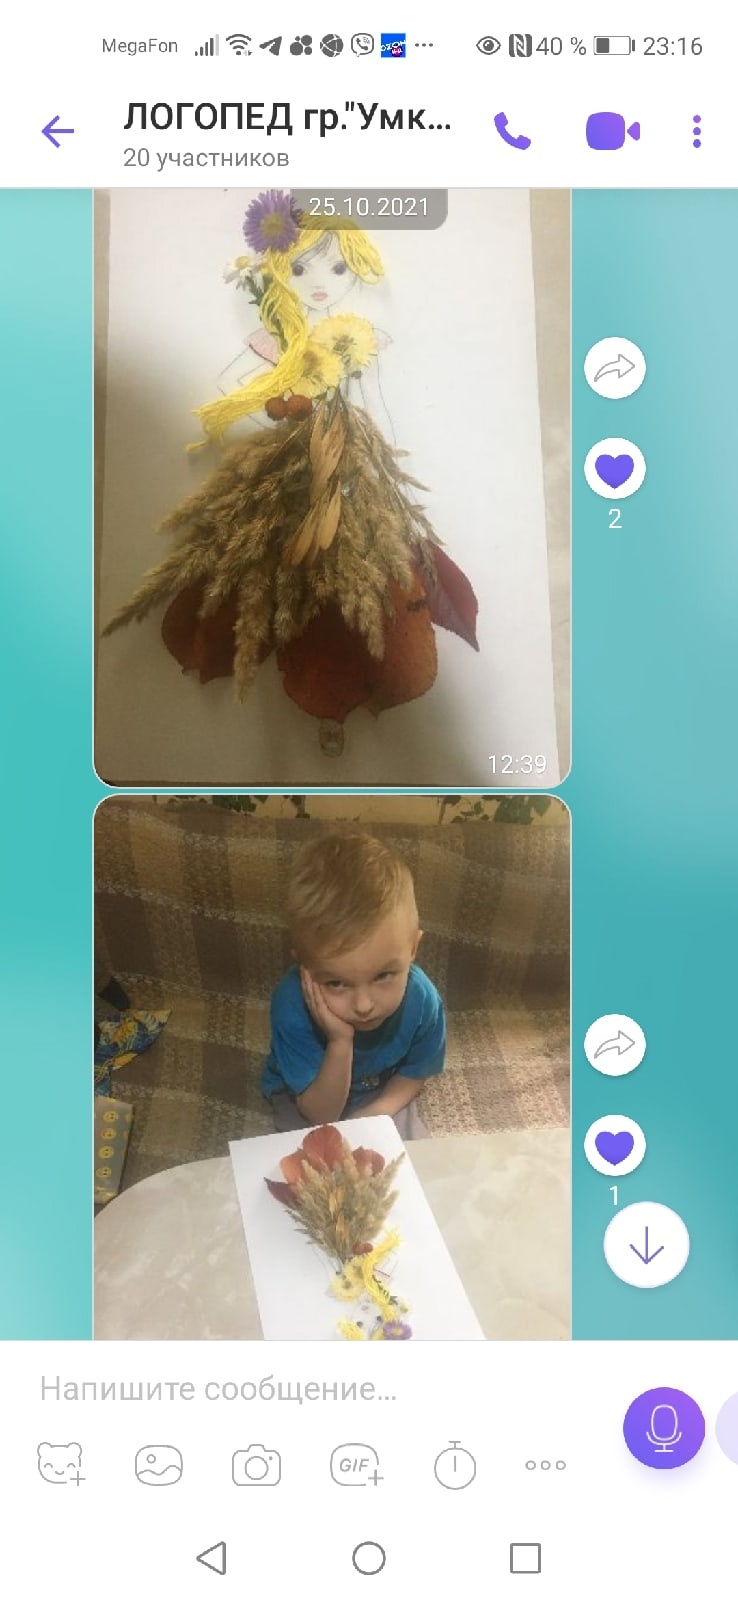 MegaFon 40 % 23:16
ЛОГОПЕД гр."Умк...
20 участников
25.10.2021
2
12:39
1
Напишите сообщение...
GIF